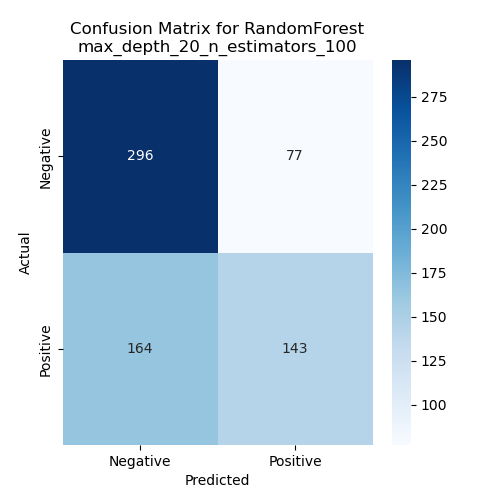 Confusion Matrix for RandomForest
max_depth_20_n_estimators_100
Actual
Negative
296
77
Positive
164
143
Negative
Positive
Predicted
275
250
225
200
175
150
125
100